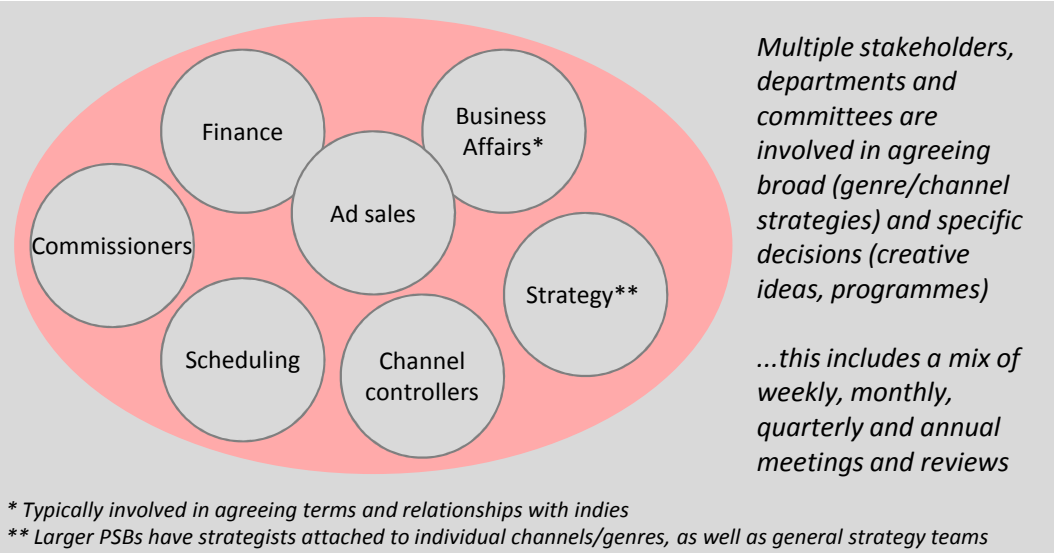 Finance
Business
Affairs*
Ad sales
Commissioners
Strategy**
Scheduling
Channel
controllers
Multiple stakeholders,
departments and
committees are
involved in agreeing
broad (genre/channel
strategies) and specific
decisions (creative
ideas, programmes)
...this includes a mix of
weekly, monthly,
quarterly and annual
meetings and reviews
* Typically involved in agreeing terms and relationships with indies
** Larger PSBs have strategists attached to individual channels/genres, as well as general strategy teams